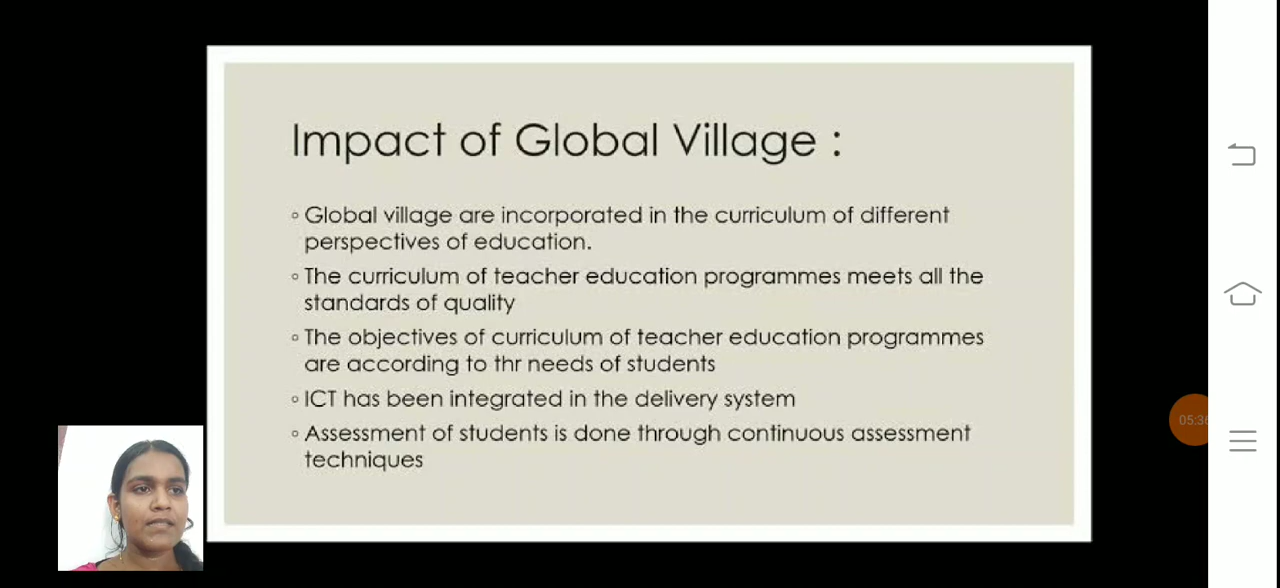 Impact of Global Village :
◦ Global village are incorporated in the curriculum of different
perspectives of education.
◦ The curriculum of teacher education programmes meets all the
standards of quality
◦ The objectives of curriculum of teacher education programmes
are according to thr needs of students
◦ ICT has been integrated in the delivery system
◦ Assessment of students is done through continuous assessment
techniques